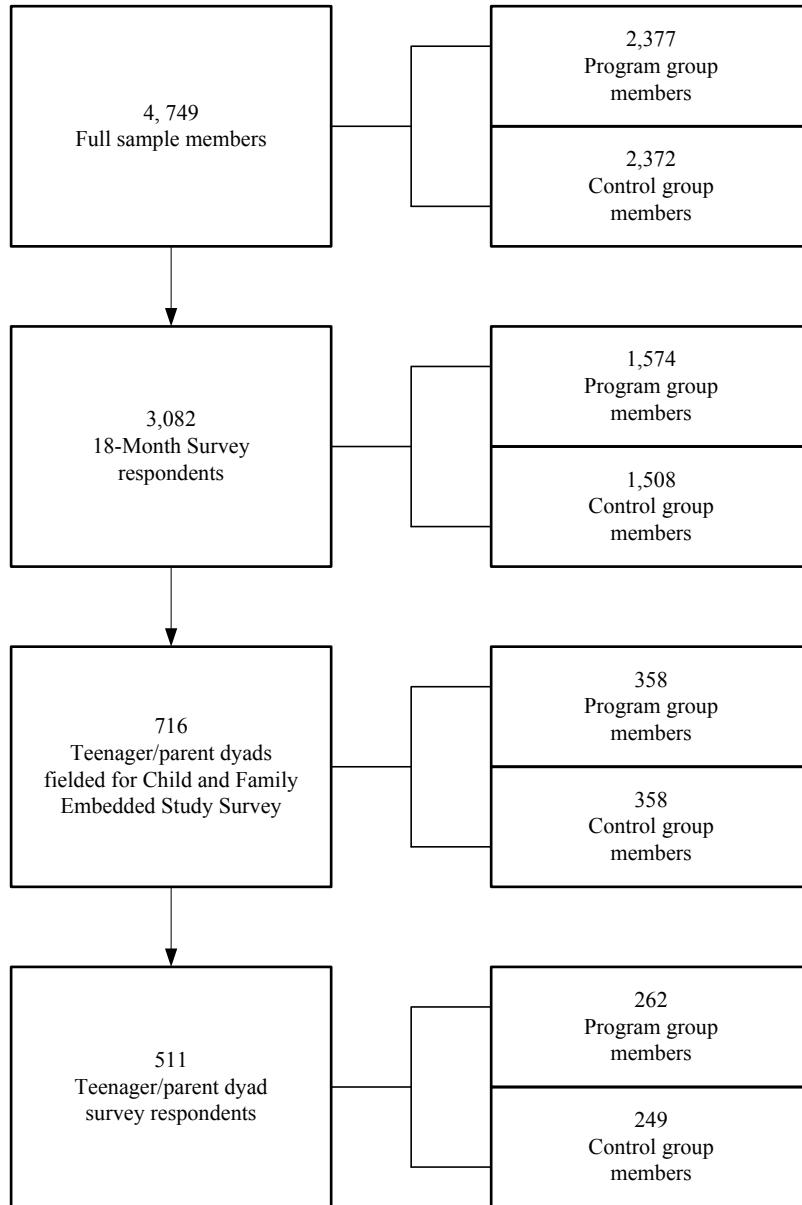 4, 749
Full sample members
2,377
Program group
members
2,372
Control group
members
3,082
18-Month Survey
respondents
1,574
Program group
members
1,508
Control group
members
716
Teenager/parent dyads
fielded for Child and Family
Embedded Study Survey
358
Program group
members
358
Control group
members
511
Teenager/parent dyad
survey respondents
262
Program group
members
249
Control group
members